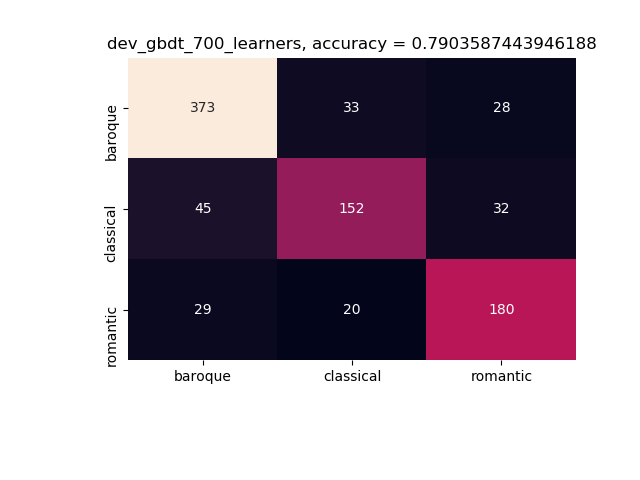 dev_gbdt_700_learners, accuracy = 0.7903587443946188
baroque 373 33 28
classical 45 152 32
romantic 29 20 180
baroque classical romantic